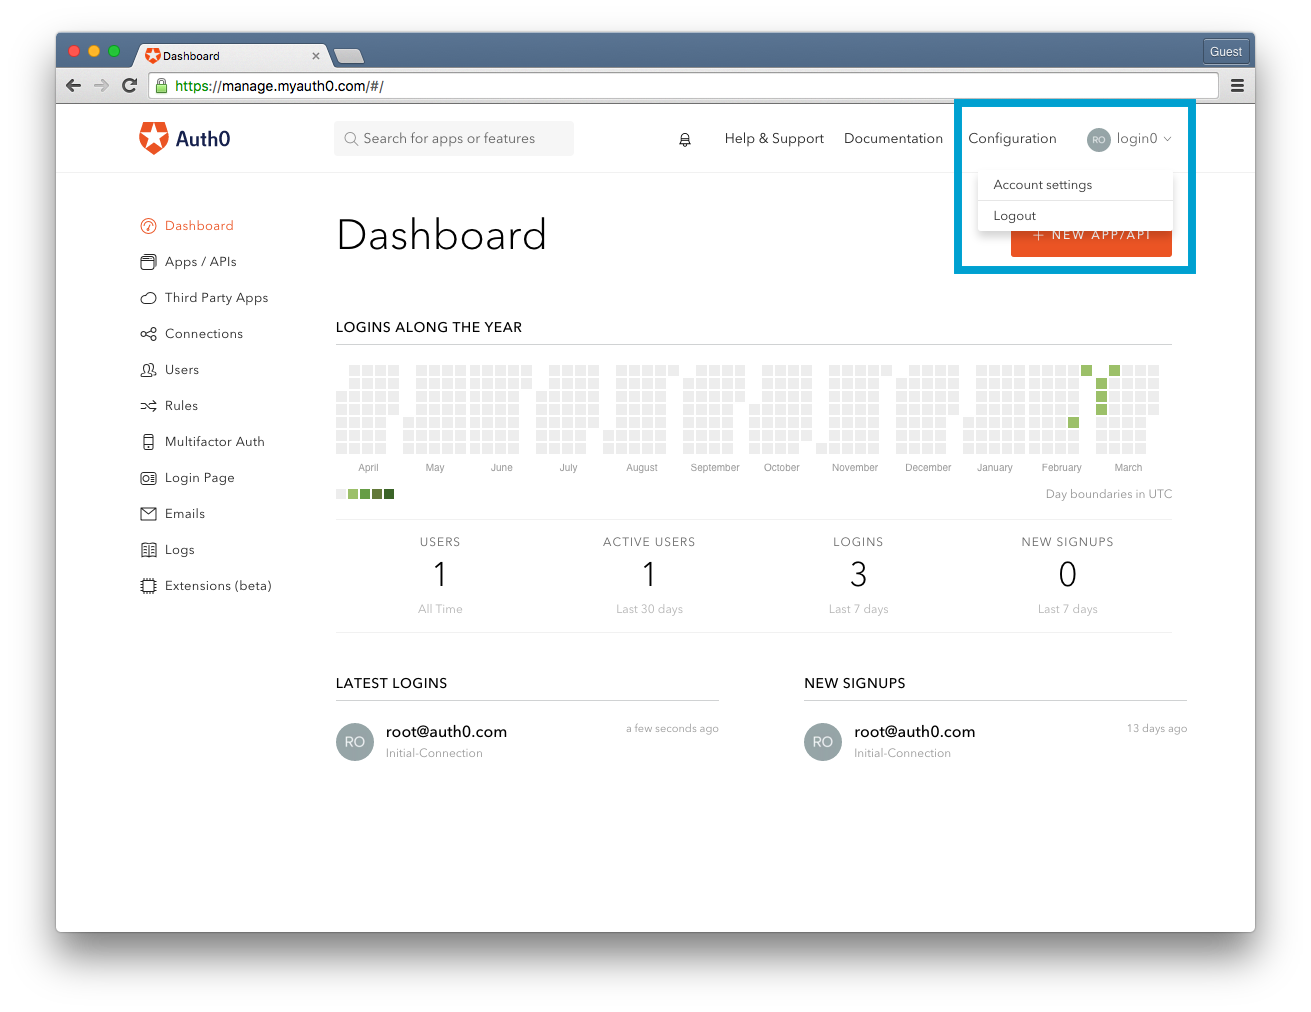 Dashboard
Guest
https://manage.myauth0.com/#/
Auth0
Search for apps or features
Help & Support
Documentation
Configuration
RO
login0
Account settings
Logout
+ NEW APP/API
Dashboard
Apps / APIs
Third Party Apps
Connections
Users
Rules
Multifactor Auth
Login Page
Emails
Logs
Extensions (beta)
Dashboard
LOGINS ALONG THE YEAR
April May June July August September October November December January February March
Day boundaries in UTC
USERS
1
All Time
ACTIVE USERS
1
Last 30 days
LOGINS
3
Last 7 days
NEW SIGNUPS
0
Last 7 days
LATEST LOGINS
RO
root@auth0.com
a few seconds ago
Initial-Connection
NEW SIGNUPS
RO
root@auth0.com
13 days ago
Initial-Connection